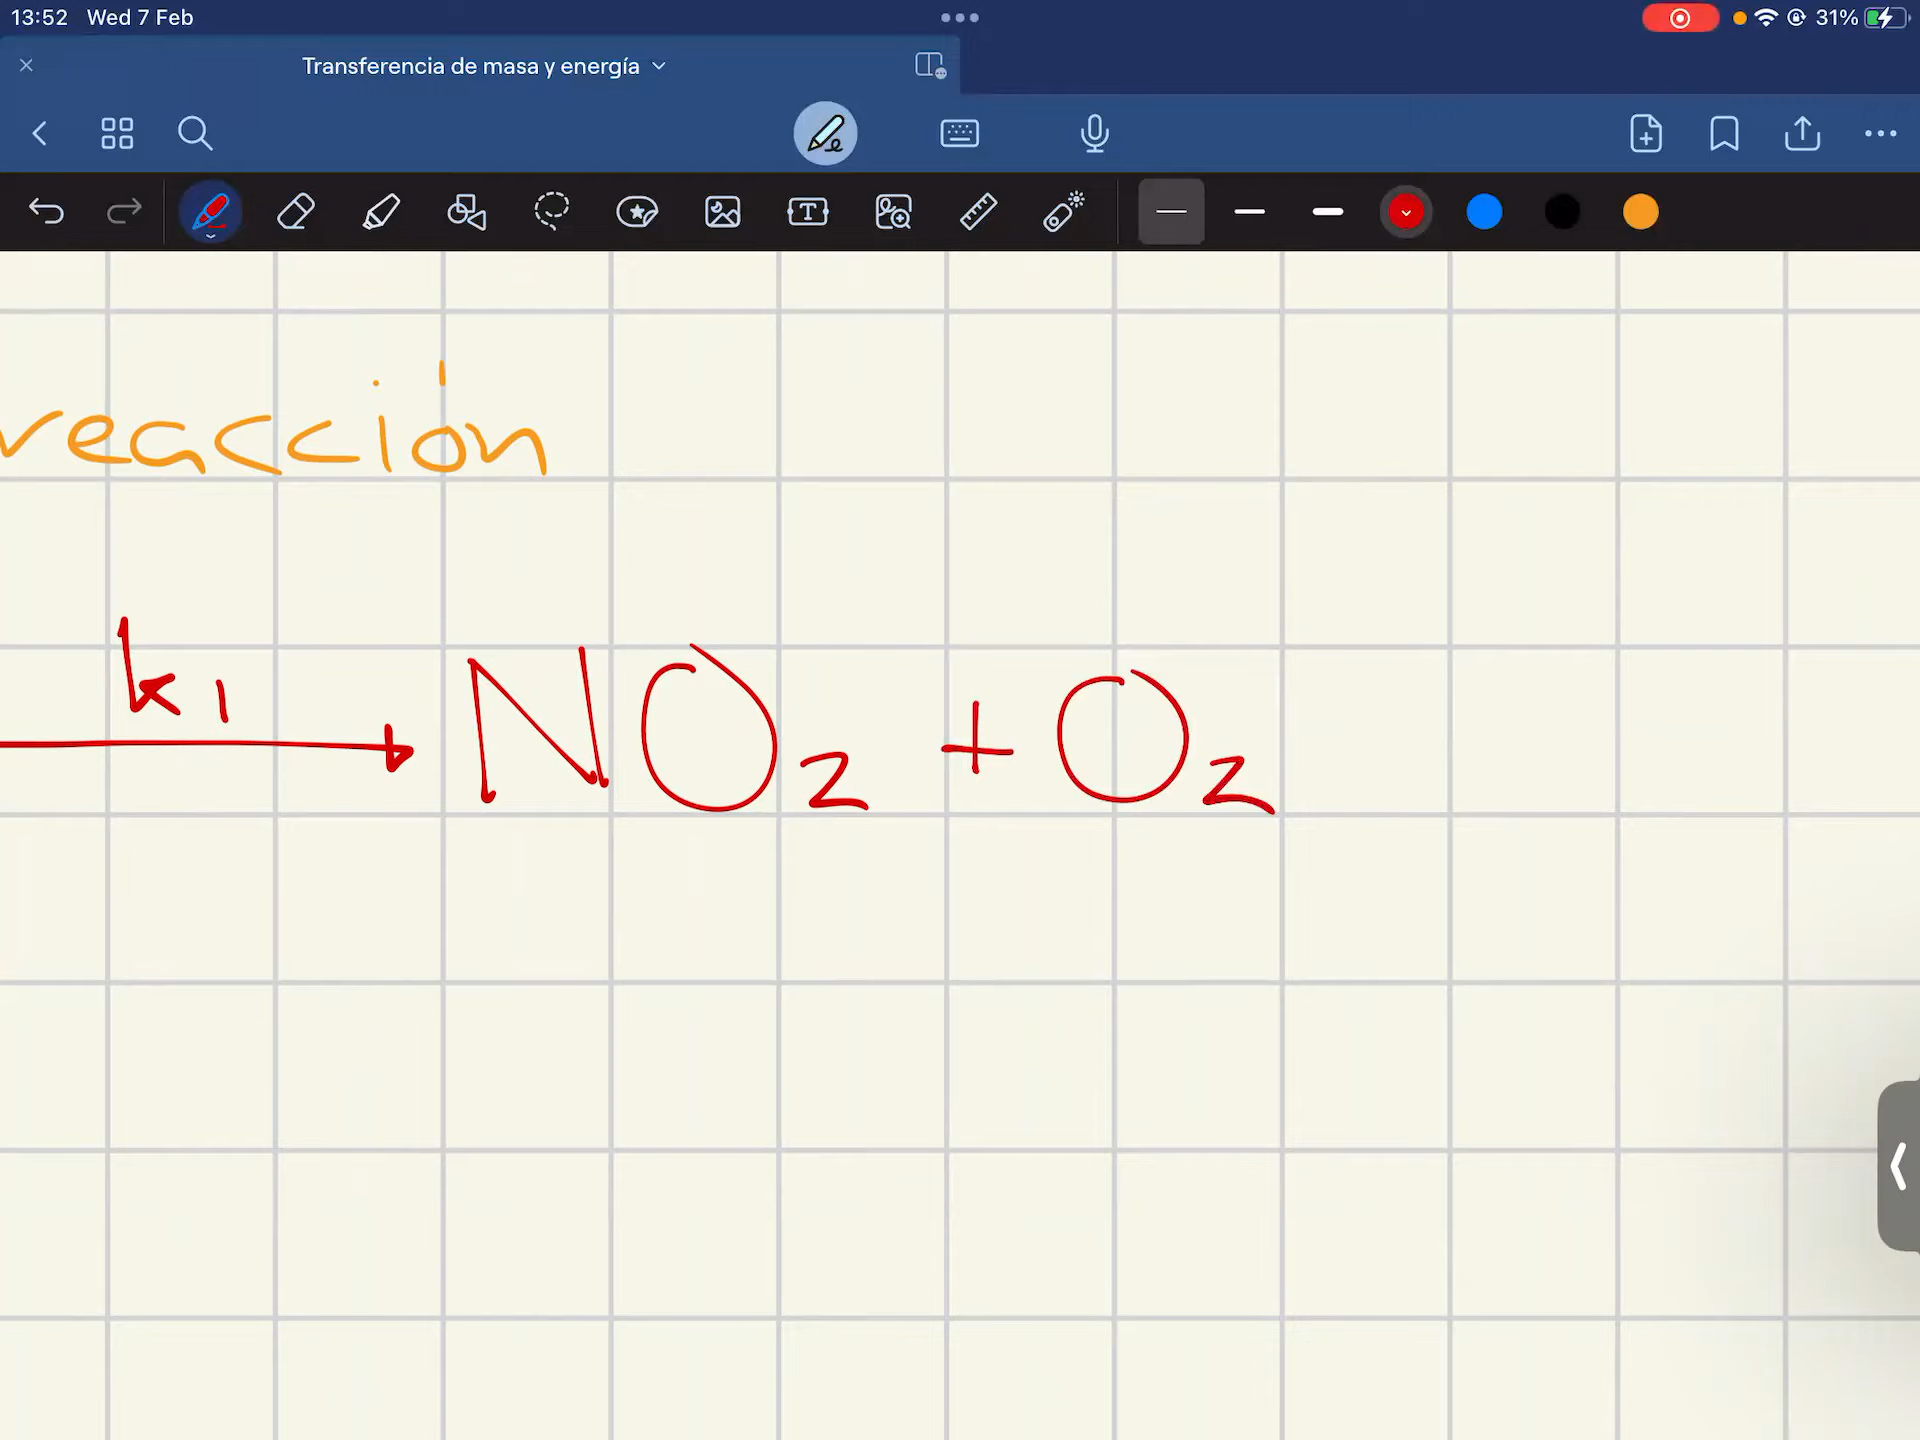 13:52 Wed 7 Feb
31%
Transferencia de masa y energía
reacción
k₁
NO₂ + O₂